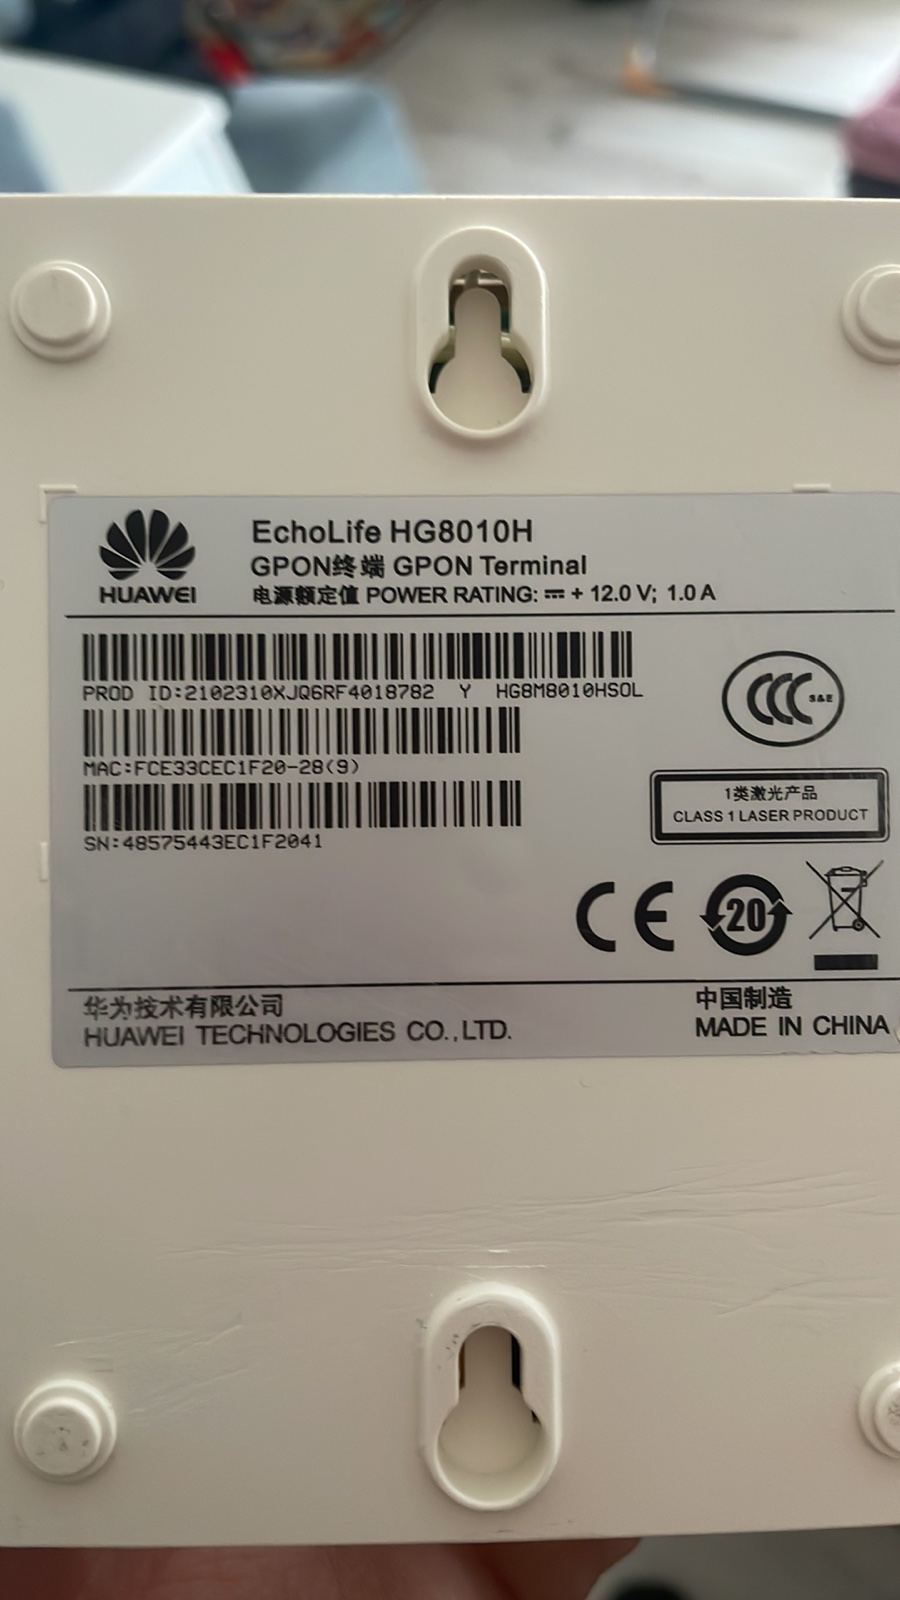 HUAWEI
EchoLife HG8010H
GPON终端 GPON Terminal
电源额定值 POWER RATING: ⎓ + 12.0 V; 1.0 A
PROD ID:2102310XJQ6RF4018782 Y HG8M8010HSOL
MAC:FCE33CEC1F20-28(9)
SN:48575443EC1F2041
CCC S&E
1类激光产品
CLASS 1 LASER PRODUCT
CE 20
华为技术有限公司
HUAWEI TECHNOLOGIES CO.,LTD.
中国制造
MADE IN CHINA